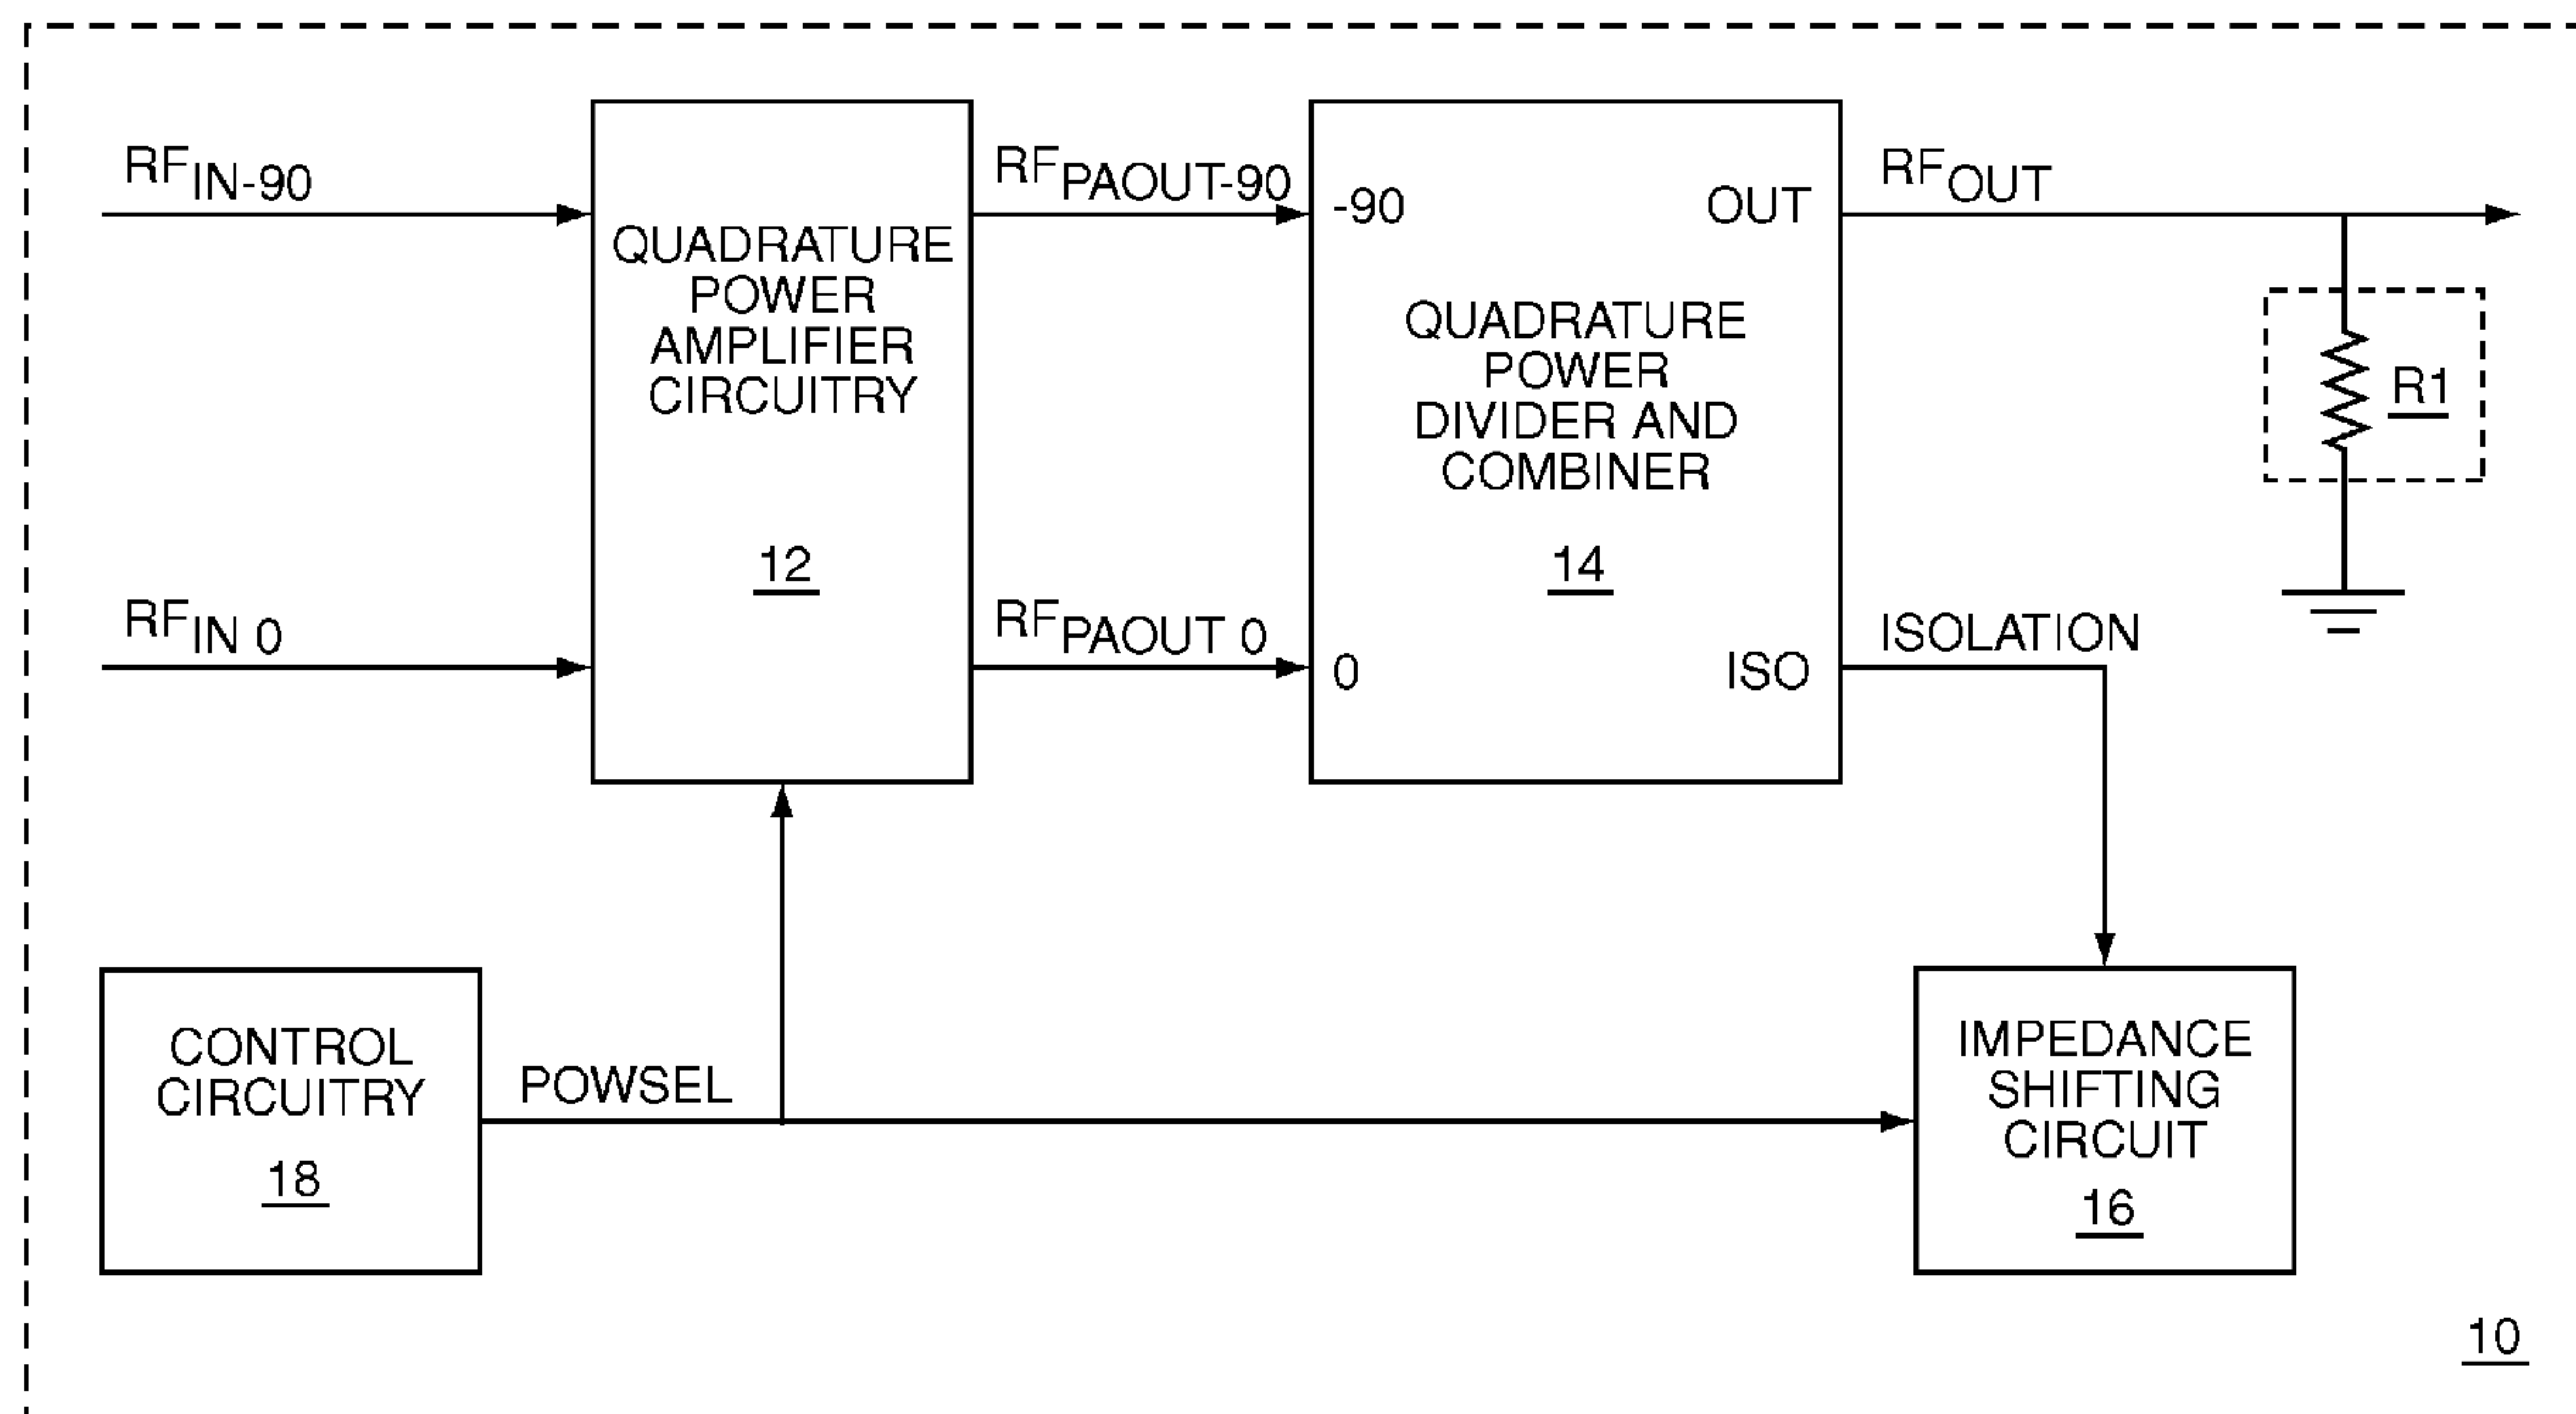 RFIN-90
RFPAOUT-90
RFOUT
-90
OUT
QUADRATURE
POWER
AMPLIFIER
CIRCUITRY
12
QUADRATURE
POWER
DIVIDER AND
COMBINER
14
R1
RFIN 0
RFPAOUT 0
0
ISO
ISOLATION
CONTROL
CIRCUITRY
18
POWSEL
IMPEDANCE
SHIFTING
CIRCUIT
16
10